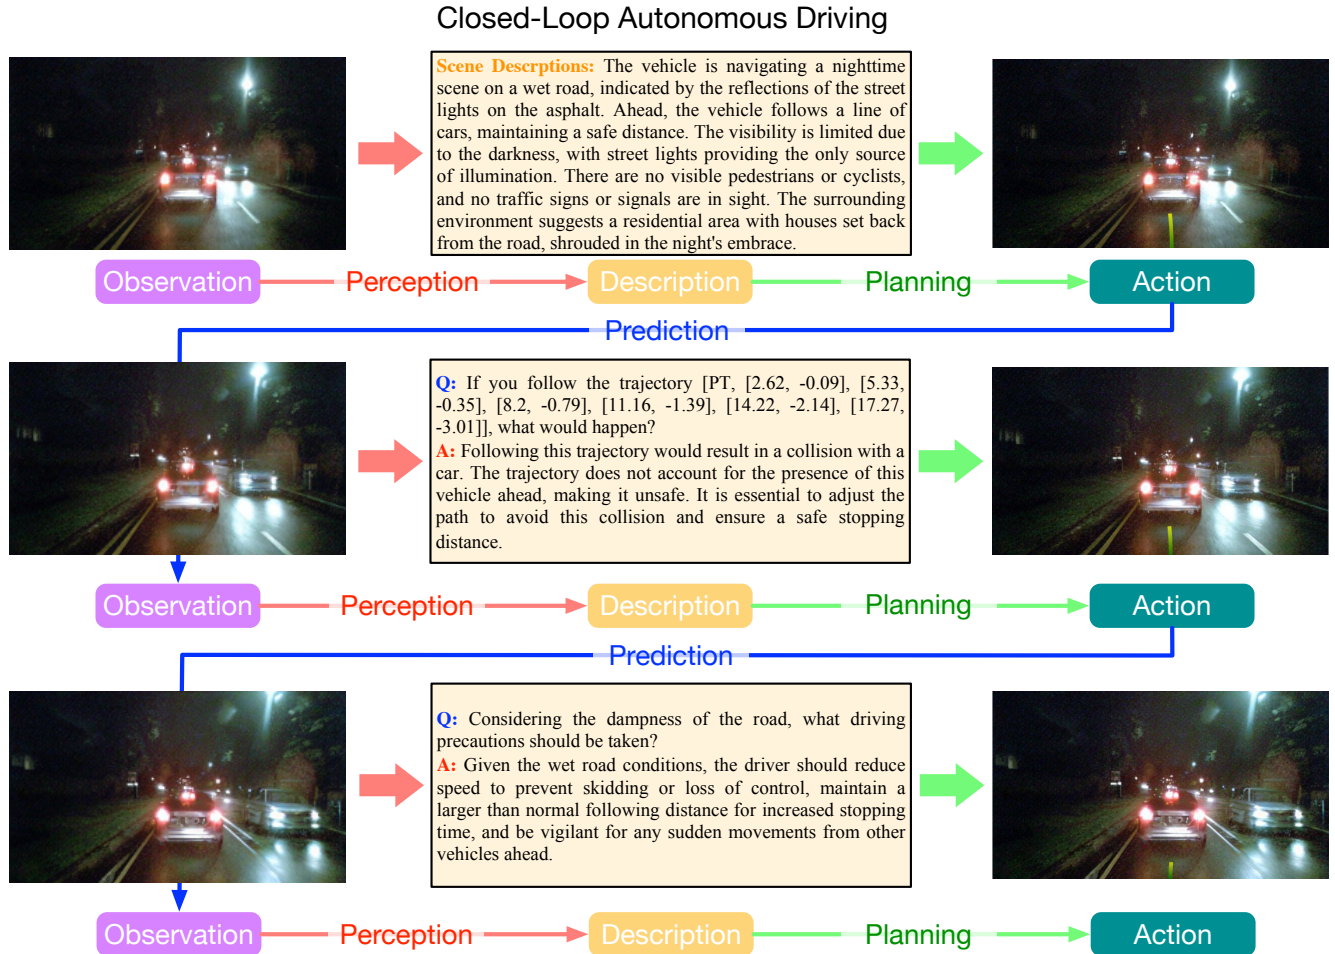 Closed-Loop Autonomous Driving
Scene Descrptions: The vehicle is navigating a nighttime
scene on a wet road, indicated by the reflections of the street
lights on the asphalt. Ahead, the vehicle follows a line of
cars, maintaining a safe distance. The visibility is limited due
to the darkness, with street lights providing the only source
of illumination. There are no visible pedestrians or cyclists,
and no traffic signs or signals are in sight. The surrounding
environment suggests a residential area with houses set back
from the road, shrouded in the night's embrace.
Observation Perception Description Planning Action
Prediction
Q: If you follow the trajectory [PT, [2.62, -0.09], [5.33,
-0.35], [8.2, -0.79], [11.16, -1.39], [14.22, -2.14], [17.27,
-3.01]], what would happen?
A: Following this trajectory would result in a collision with a
car. The trajectory does not account for the presence of this
vehicle ahead, making it unsafe. It is essential to adjust the
path to avoid this collision and ensure a safe stopping
distance.
Observation Perception Description Planning Action
Prediction
Q: Considering the dampness of the road, what driving
precautions should be taken?
A: Given the wet road conditions, the driver should reduce
speed to prevent skidding or loss of control, maintain a
larger than normal following distance for increased stopping
time, and be vigilant for any sudden movements from other
vehicles ahead.
Observation Perception Description Planning Action